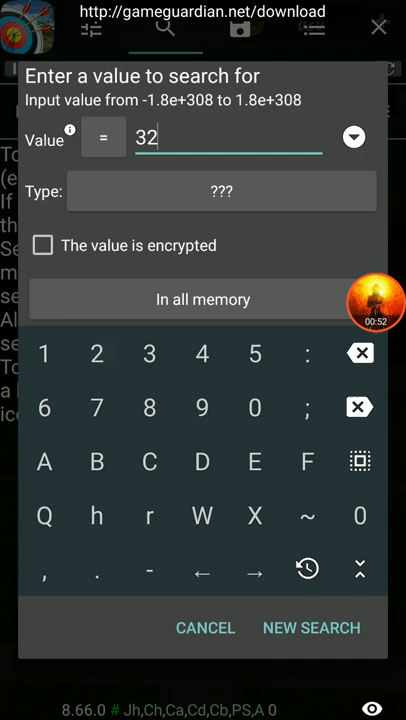 http://gameguardian.net/download
Enter a value to search for
Input value from -1.8e+308 to 1.8e+308
Value = 32
Type: ???
The value is encrypted
In all memory
00:52
1 2 3 4 5 :
6 7 8 9 0 ;
A B C D E F
Q h r W X ~ 0
, . - ← →
CANCEL NEW SEARCH
8.66.0 # Jh,Ch,Ca,Cd,Cb,PS,A 0